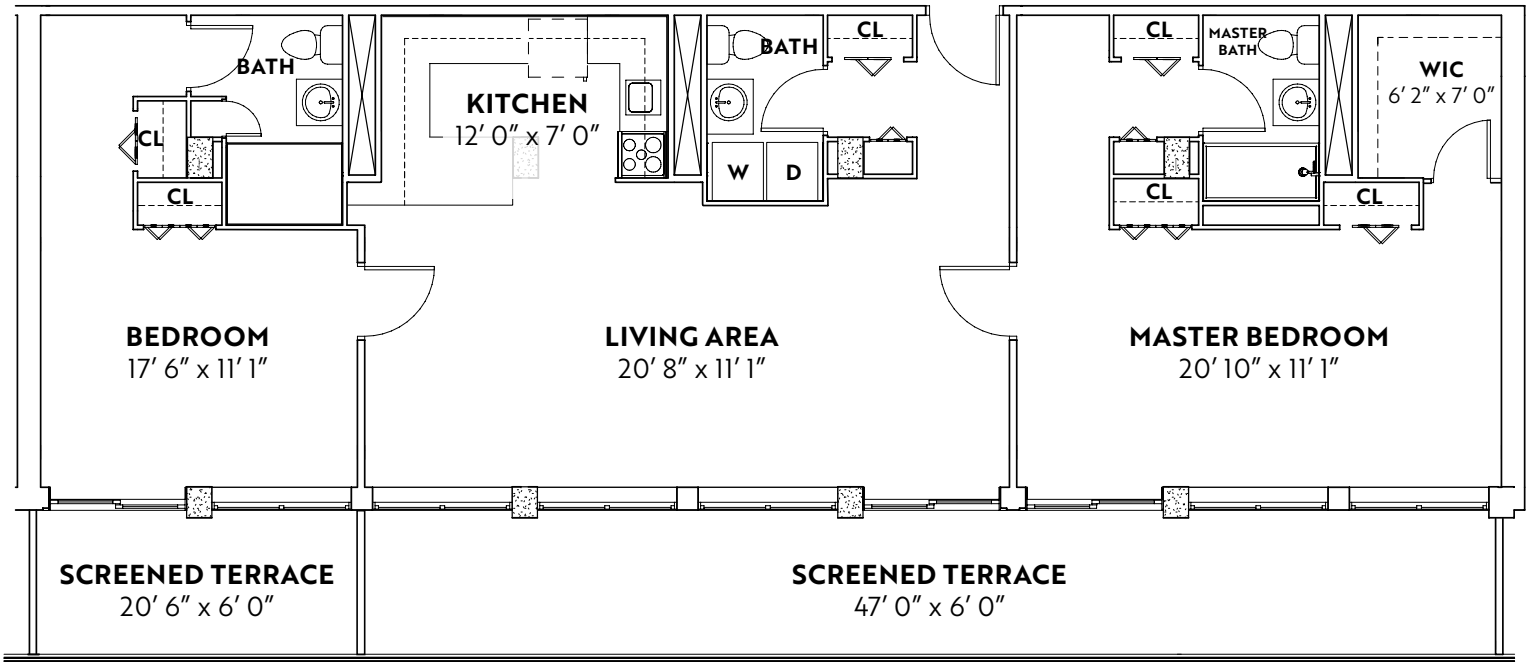 BATH
CL
CL
KITCHEN
12' 0" x 7' 0"
BATH
CL
W
D
CL
MASTER
BATH
WIC
6' 2" x 7' 0"
CL
CL
BEDROOM
17' 6" x 11' 1"
LIVING AREA
20' 8" x 11' 1"
MASTER BEDROOM
20' 10" x 11' 1"
SCREENED TERRACE
20' 6" x 6' 0"
SCREENED TERRACE
47' 0" x 6' 0"